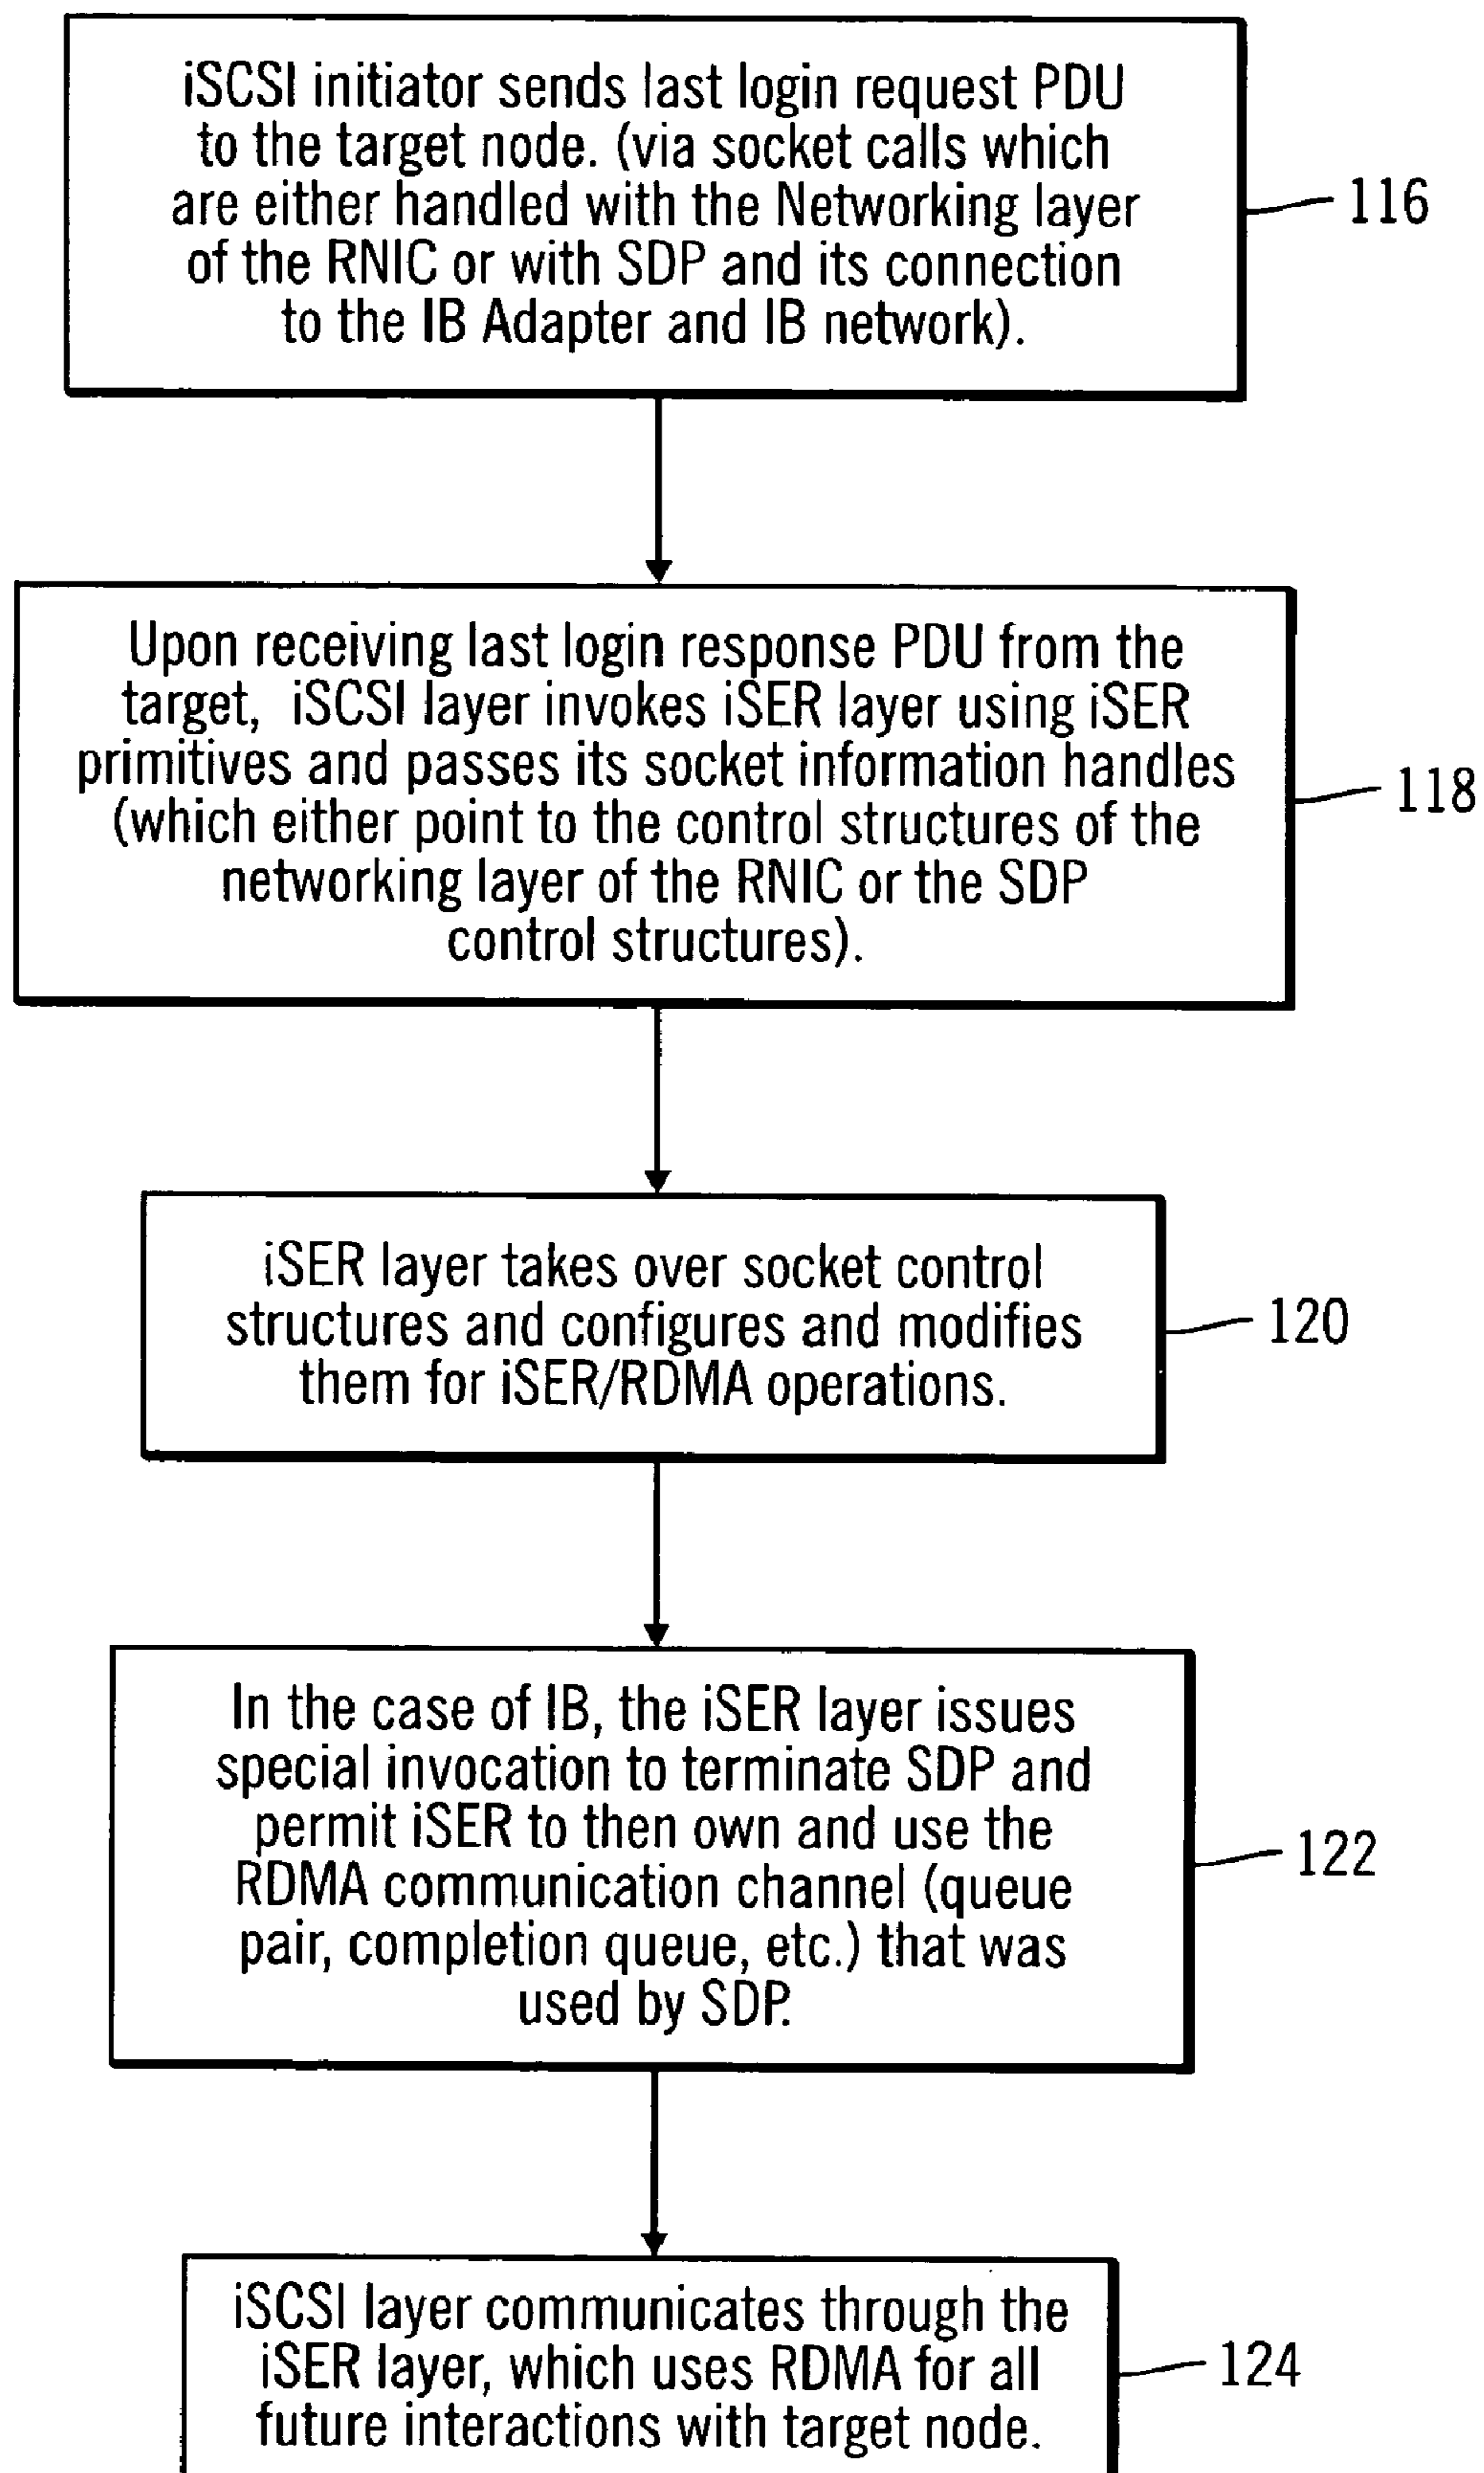 iSCSI initiator sends last login request PDU
to the target node. (via socket calls which
are either handled with the Networking layer
of the RNIC or with SDP and its connection
to the IB Adapter and IB network).
116
Upon receiving last login response PDU from the
target, iSCSI layer invokes iSER layer using iSER
primitives and passes its socket information handles
(which either point to the control structures of the
networking layer of the RNIC or the SDP
control structures).
118
iSER layer takes over socket control
structures and configures and modifies
them for iSER/RDMA operations.
120
In the case of IB, the iSER layer issues
special invocation to terminate SDP and
permit iSER to then own and use the
RDMA communication channel (queue
pair, completion queue, etc.) that was
used by SDP.
122
iSCSI layer communicates through the
iSER layer, which uses RDMA for all
future interactions with target node.
124